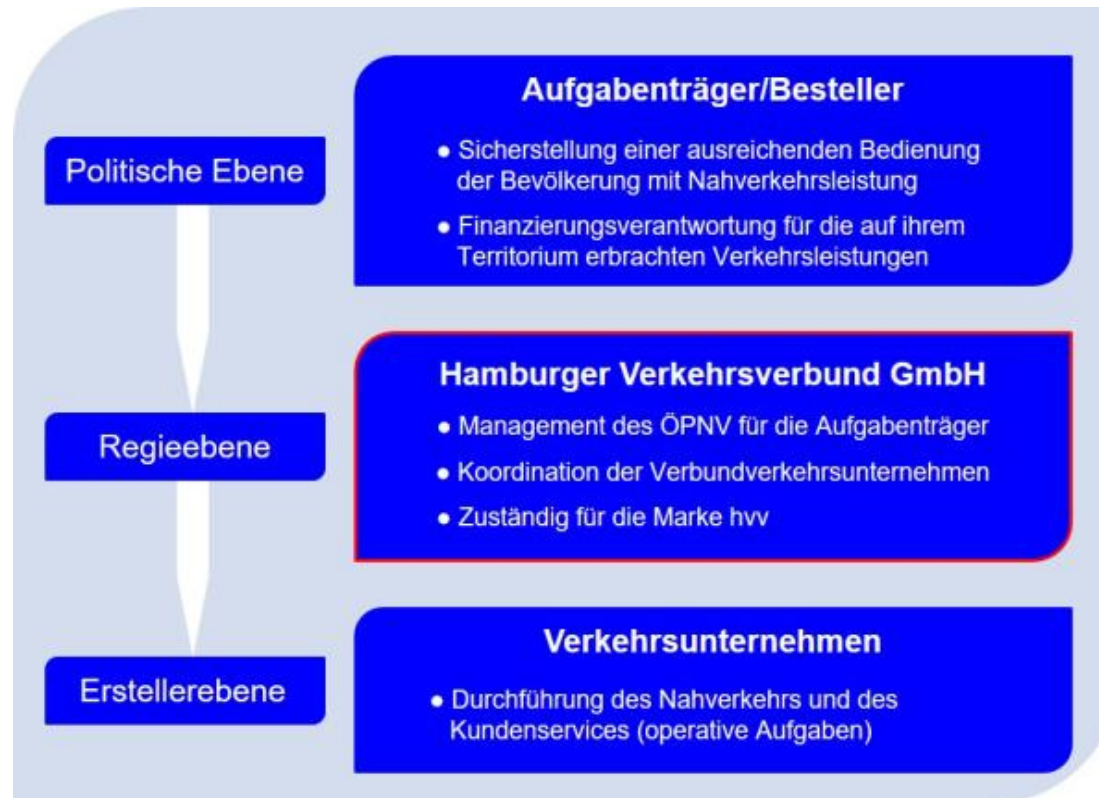 Politische Ebene
Aufgabenträger/Besteller
● Sicherstellung einer ausreichenden Bedienung
der Bevölkerung mit Nahverkehrsleistung
● Finanzierungsverantwortung für die auf ihrem
Territorium erbrachten Verkehrsleistungen
Regieebene
Hamburger Verkehrsverbund GmbH
● Management des ÖPNV für die Aufgabenträger
● Koordination der Verbundverkehrsunternehmen
● Zuständig für die Marke hvv
Erstellerebene
Verkehrsunternehmen
● Durchführung des Nahverkehrs und des
Kundenservices (operative Aufgaben)